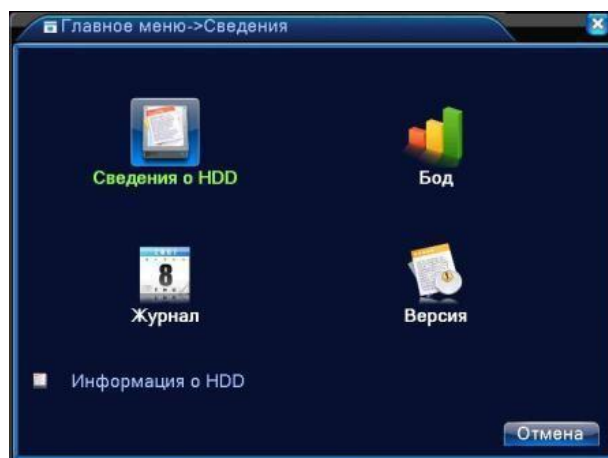 Главное меню->Сведения
Сведения о HDD
Бод
8
Журнал
Версия
Информация о HDD
Отмена